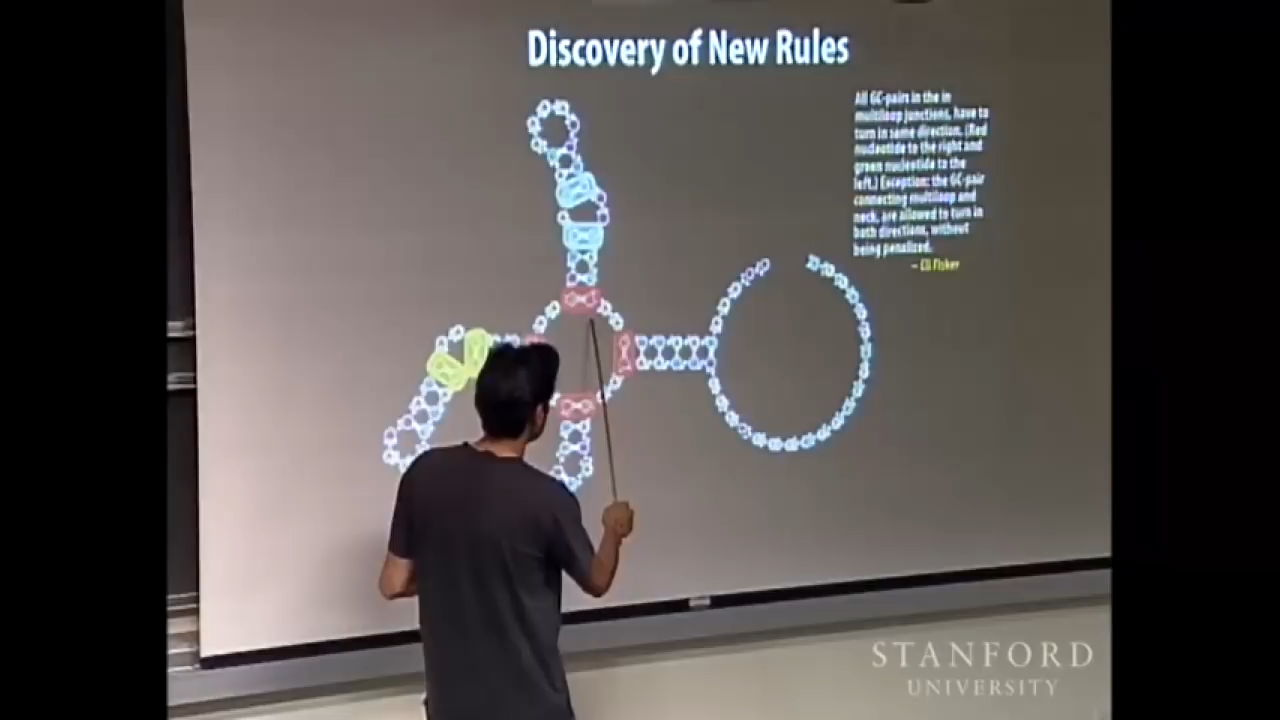 Discovery of New Rules
All GC-pairs in the in
multiloop junctions, have to
turn in same direction. (Red
nucleotide to the right and
green nucleotide to the
left.) Exception: the GC-pair
connecting multiloop and
neck, are allowed to turn in
both directions, without
being penalized.
– Eli Fisker
STANFORD
UNIVERSITY